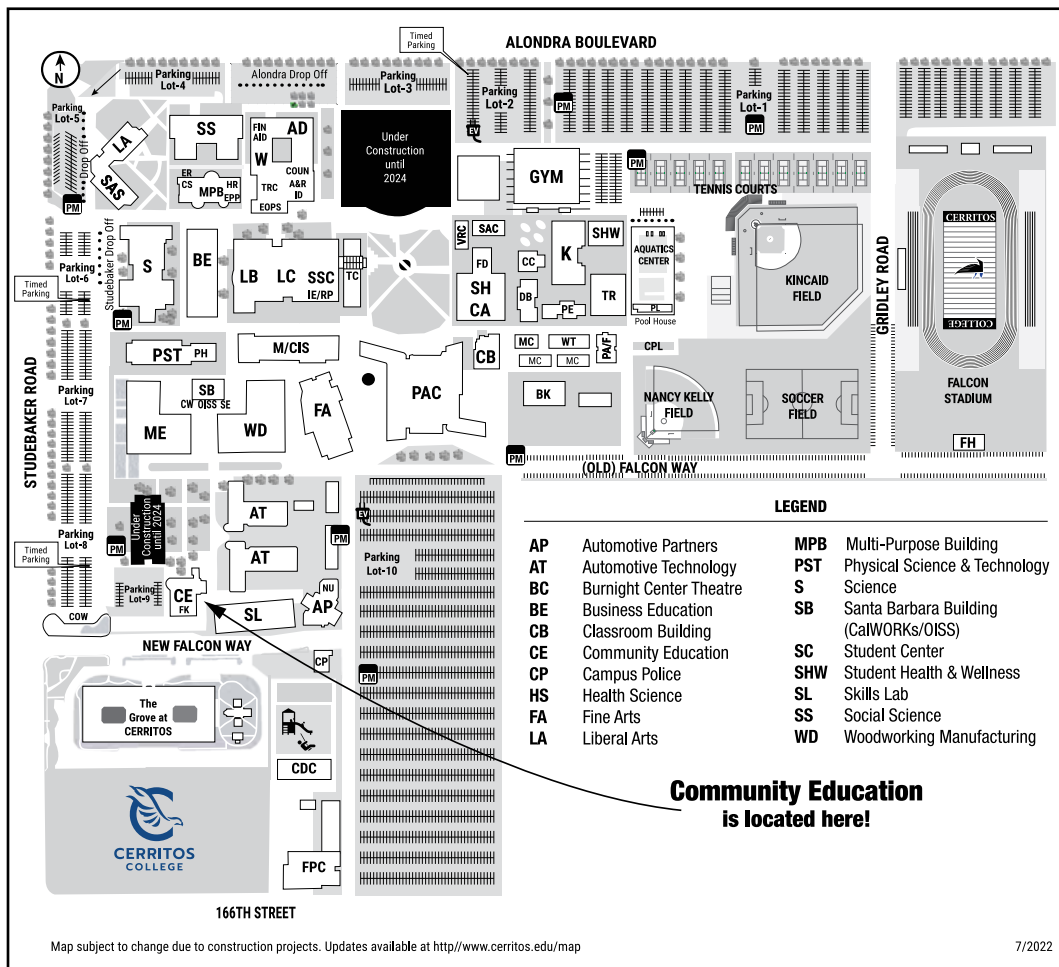 ALONDRA BOULEVARD
Timed
Parking
N
Parking
Lot-4
Alondra Drop Off
Parking
Lot-3
Parking
Lot-2
Parking
Lot-1
PM
PM
EV
Parking
Lot-5
Drop Off
LA
SAS
PM
SS
FIN
AID
AD
W
COUN
A&R
ID
TRC
EOPS
ER
CS
HR
MPB
EPP
Under
Construction
until
2024
GYM
PM
TENNIS COURTS
Studebaker Drop Off
Parking
Lot-6
Timed
Parking
PM
S
BE
LB
LC
SSC
IE/RP
TC
VRC
SAC
FD
SH
CA
CC
K
SHW
DB
PE
TR
AQUATICS
CENTER
PL
Pool House
KINCAID
FIELD
GRIDLEY ROAD
CERRITOS
COLLEGE
FALCON
STADIUM
FH
STUDEBAKER ROAD
PST
PH
M/CIS
Parking
Lot-7
SB
CW OISS SE
ME
WD
FA
PAC
CB
MC
WT
MC
MC
PA/F
BK
CPL
NANCY KELLY
FIELD
SOCCER
FIELD
PM
(OLD) FALCON WAY
Under
Construction
until 2024
PM
Parking
Lot-8
Timed
Parking
Parking
Lot-9
COW
CE
FK
AT
AT
SL
NU
AP
PM
EV
Parking
Lot-10
PM
NEW FALCON WAY
CP
The
Grove at
CERRITOS
CDC
FPC
CERRITOS
COLLEGE
166TH STREET
LEGEND
AP Automotive Partners
AT Automotive Technology
BC Burnight Center Theatre
BE Business Education
CB Classroom Building
CE Community Education
CP Campus Police
HS Health Science
FA Fine Arts
LA Liberal Arts
MPB Multi-Purpose Building
PST Physical Science & Technology
S Science
SB Santa Barbara Building
(CalWORKs/OISS)
SC Student Center
SHW Student Health & Wellness
SL Skills Lab
SS Social Science
WD Woodworking Manufacturing
Community Education
is located here!
Map subject to change due to construction projects. Updates available at http//www.cerritos.edu/map
7/2022